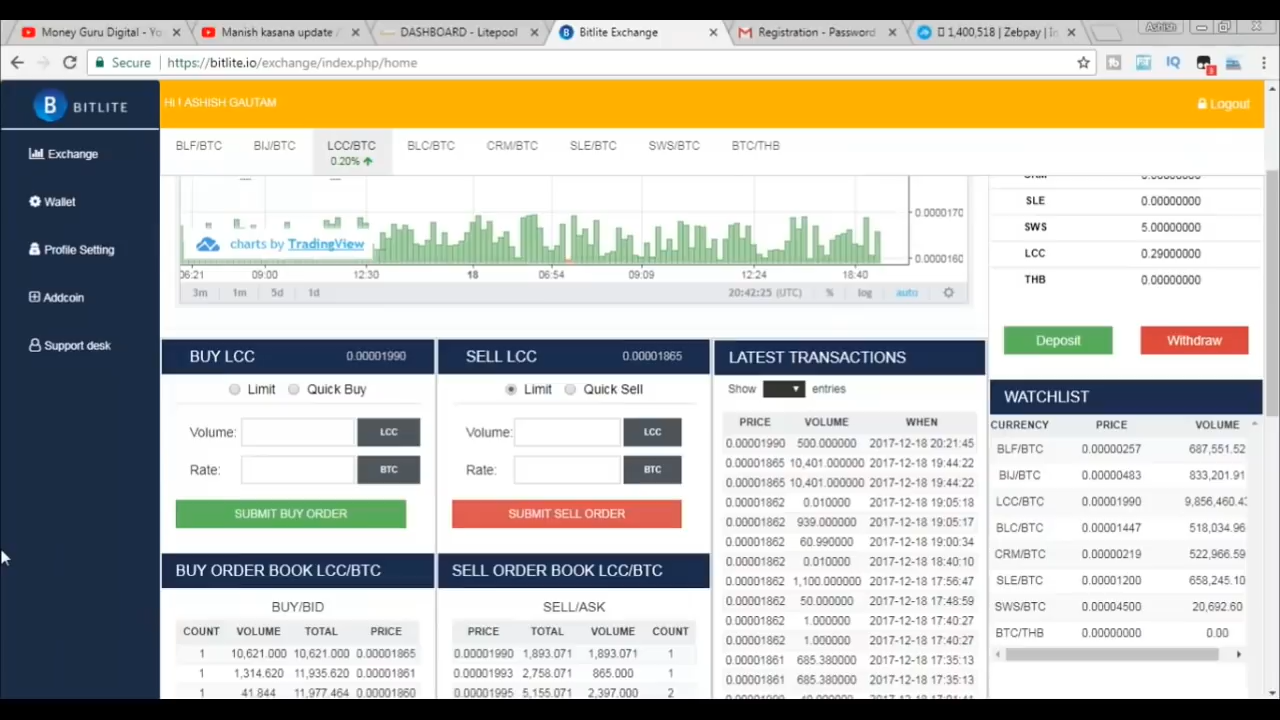 Money Guru Digital - Yo
Manish kasana update /
DASHBOARD - Litepool
Bitlite Exchange
Registration - Password
1,400,518 | Zebpay | In
Ashish
Secure
https://bitlite.io/exchange/index.php/home
IQ
B BITLITE
HI ! ASHISH GAUTAM
Logout
Exchange
Wallet
Profile Setting
Addcoin
Support desk
BLF/BTC BIJ/BTC LCC/BTC BLC/BTC CRM/BTC SLE/BTC SWS/BTC BTC/THB
0.20%
0.0000170
charts by TradingView
0.0000160
06:21 09:00 12:30 18 06:54 09:09 12:24 18:40
3m 1m 5d 1d 20:42:25 (UTC) % log auto
SLE 0.00000000
SWS 5.00000000
LCC 0.29000000
THB 0.00000000
Deposit Withdraw
BUY LCC 0.00001990
Limit Quick Buy
Volume: LCC
Rate: BTC
SUBMIT BUY ORDER
SELL LCC 0.00001865
Limit Quick Sell
Volume: LCC
Rate: BTC
SUBMIT SELL ORDER
LATEST TRANSACTIONS
Show entries
PRICE VOLUME WHEN
0.00001990 500.000000 2017-12-18 20:21:45
0.00001865 10,401.000000 2017-12-18 19:44:22
0.00001865 10,401.000000 2017-12-18 19:44:22
0.00001862 0.010000 2017-12-18 19:05:18
0.00001862 939.000000 2017-12-18 19:05:17
0.00001862 60.990000 2017-12-18 19:00:34
0.00001862 0.010000 2017-12-18 18:40:10
0.00001862 1,100.000000 2017-12-18 17:56:47
0.00001862 50.000000 2017-12-18 17:48:59
0.00001862 1.000000 2017-12-18 17:40:27
0.00001862 1.000000 2017-12-18 17:40:27
0.00001861 685.380000 2017-12-18 17:35:13
0.00001861 685.380000 2017-12-18 17:35:13
WATCHLIST
CURRENCY PRICE VOLUME
BLF/BTC 0.00000257 687,551.52
BIJ/BTC 0.00000483 833,201.91
LCC/BTC 0.00001990 9,856,460.4
BLC/BTC 0.00001447 518,034.96
CRM/BTC 0.00000219 522,966.59
SLE/BTC 0.00001200 658,245.10
SWS/BTC 0.00004500 20,692.60
BTC/THB 0.00000000 0.00
BUY ORDER BOOK LCC/BTC
BUY/BID
COUNT VOLUME TOTAL PRICE
1 10,621.000 10,621.000 0.00001865
1 1,314.620 11,935.620 0.00001861
1 41.844 11,977.464 0.00001860
SELL ORDER BOOK LCC/BTC
SELL/ASK
PRICE TOTAL VOLUME COUNT
0.00001990 1,893.071 1,893.071 1
0.00001993 2,758.071 865.000 1
0.00001995 5,155.071 2,397.000 2